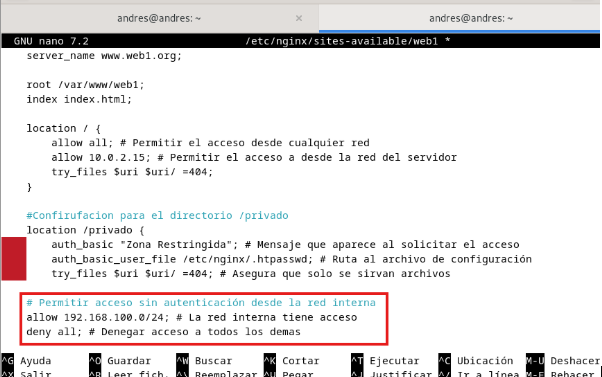 andres@andres: ~ × andres@andres: ~
GNU nano 7.2 /etc/nginx/sites-available/web1 *
server_name www.web1.org;
root /var/www/web1;
index index.html;
location / {
allow all; # Permitir el acceso desde cualquier red
allow 10.0.2.15; # Permitir el acceso a desde la red del servidor
try_files $uri $uri/ =404;
}
#Confirufacion para el directorio /privado
location /privado {
auth_basic "Zona Restringida"; # Mensaje que aparece al solicitar el acceso
auth_basic_user_file /etc/nginx/.htpasswd; # Ruta al archivo de configuración
try_files $uri $uri/ =404; # Asegura que solo se sirvan archivos
# Permitir acceso sin autenticación desde la red interna
allow 192.168.100.0/24; # La red interna tiene acceso
deny all; # Denegar acceso a todos los demas
^G Ayuda ^O Guardar ^W Buscar ^K Cortar ^T Ejecutar ^C Ubicación M-U Deshacer
^X Salir ^R Leer fich. ^\ Reemplazar ^U Pegar ^J Justificar ^/ Ir a línea M-E Rehacer